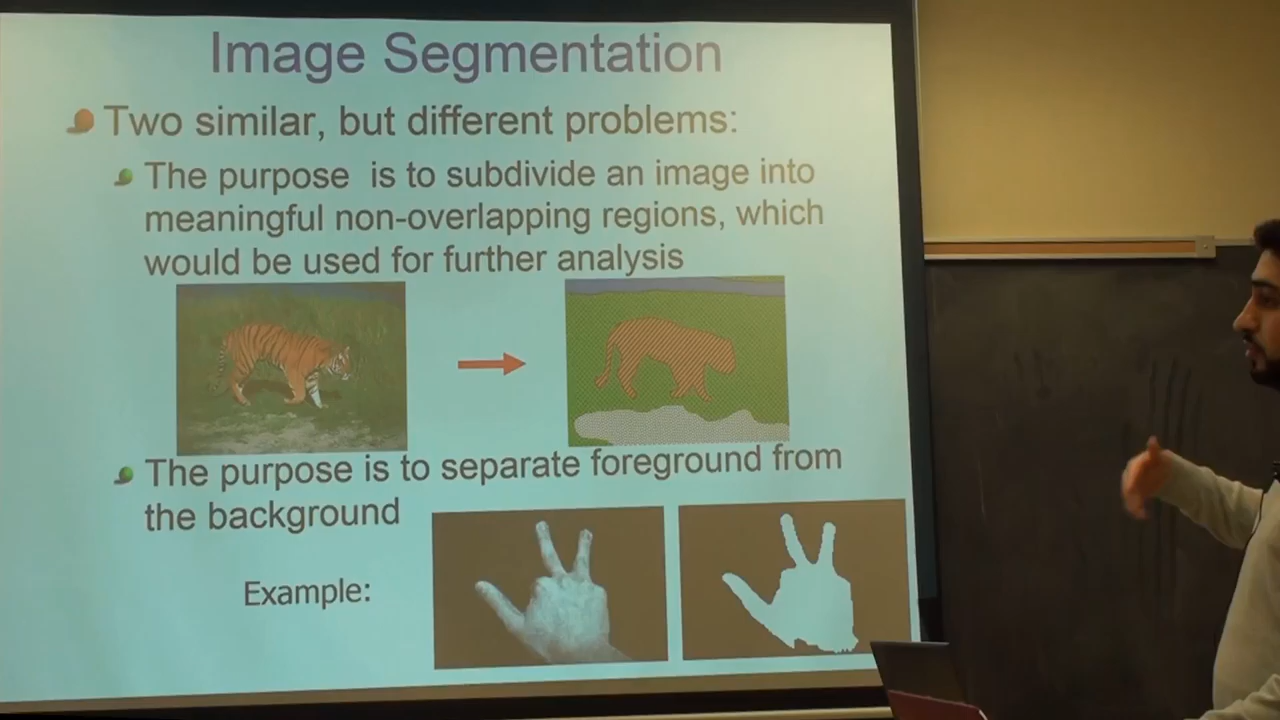 Image Segmentation
Two similar, but different problems:
The purpose is to subdivide an image into
meaningful non-overlapping regions, which
would be used for further analysis
The purpose is to separate foreground from
the background
Example: